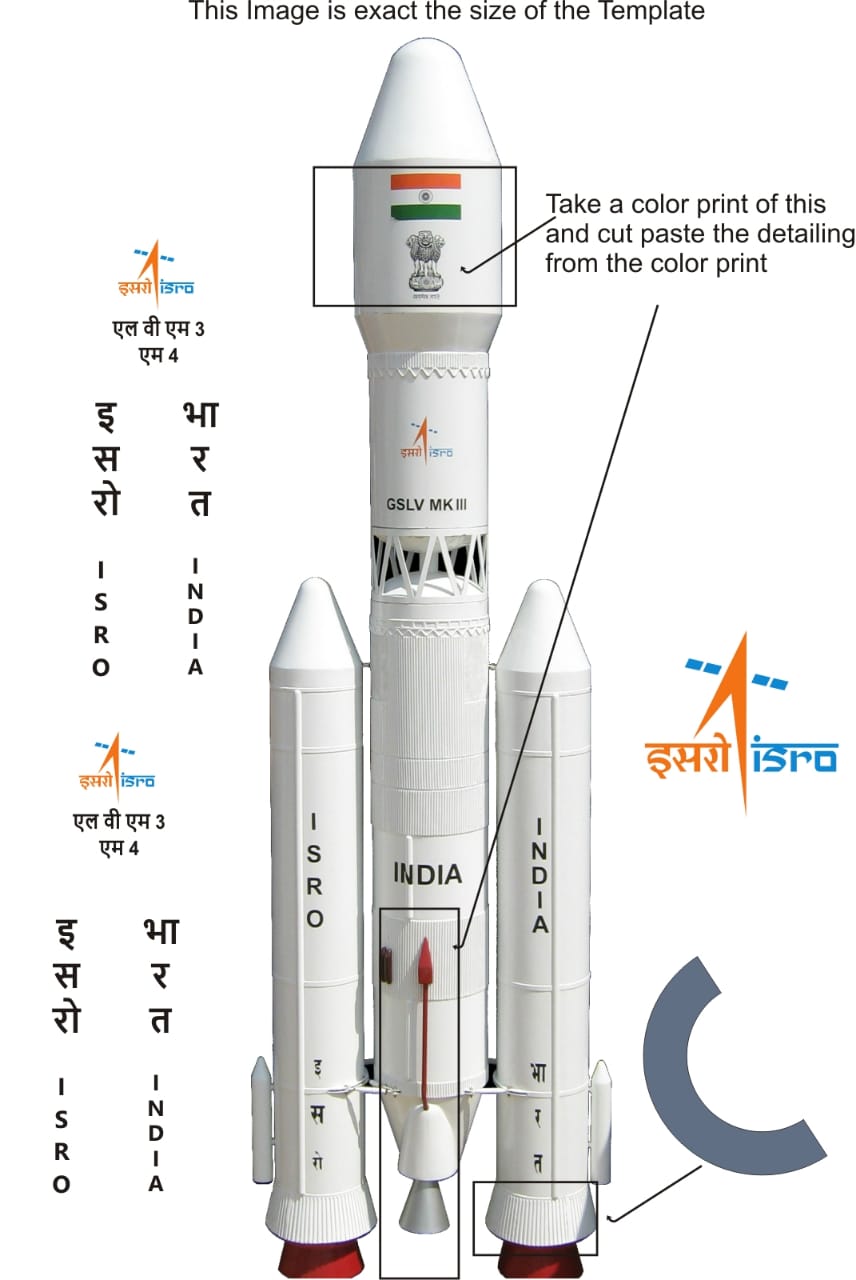 This Image is exact the size of the Template
Take a color print of this
and cut paste the detailing
from the color print
इसरो isro
एल वी एम 3
एम 4
इ
स
रो
भा
र
त
I
S
R
O
I
N
D
I
A
इसरो isro
GSLV MK III
इसरो isro
इसरो isro
एल वी एम 3
एम 4
I
S
R
O
INDIA
I
N
D
I
A
इ
स
रो
भा
र
त
I
S
R
O
I
N
D
I
A
इ
स
रो
भा
र
त